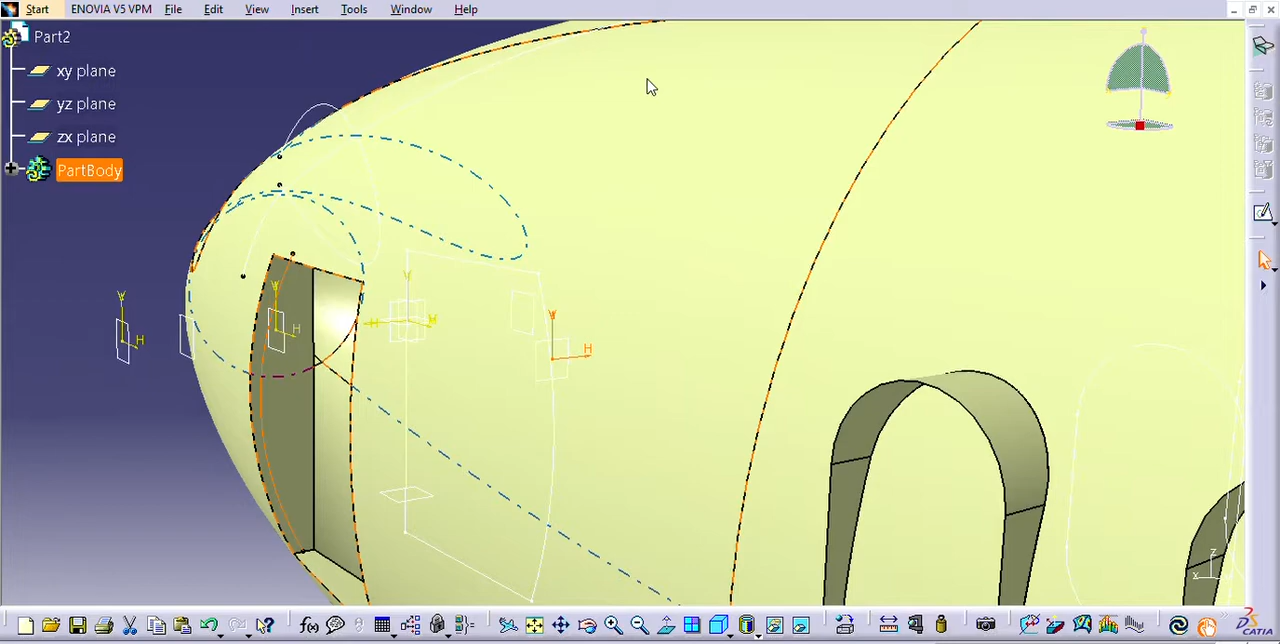 Start ENOVIA V5 VPM File Edit View Insert Tools Window Help
Part2
xy plane
yz plane
zx plane
PartBody
V
H
V
H
V
H
H
V
H
Z
X
f(x)
CATIA